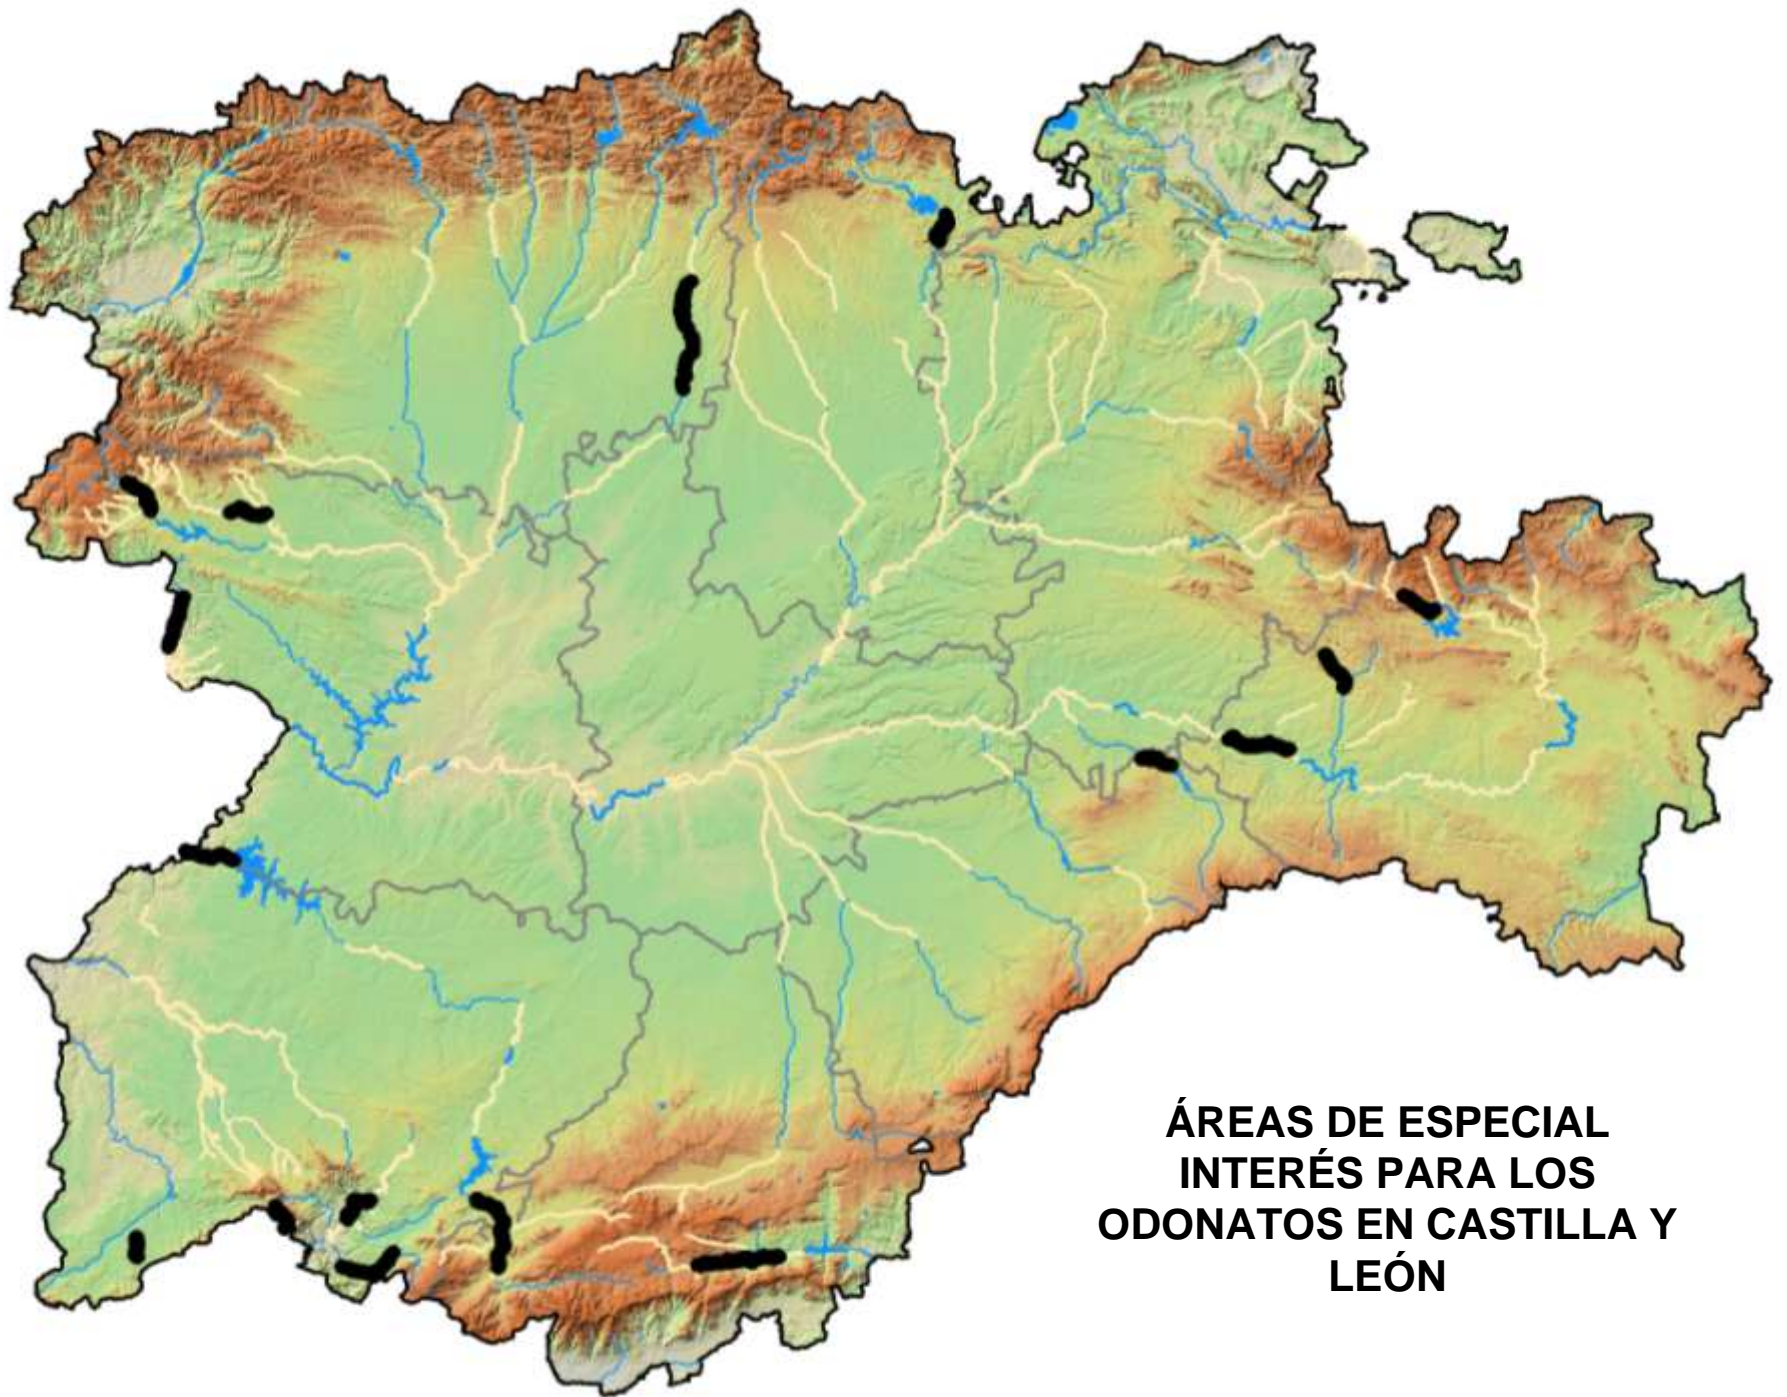 ÁREAS DE ESPECIAL
INTERÉS PARA LOS
ODONATOS EN CASTILLA Y
LEÓN